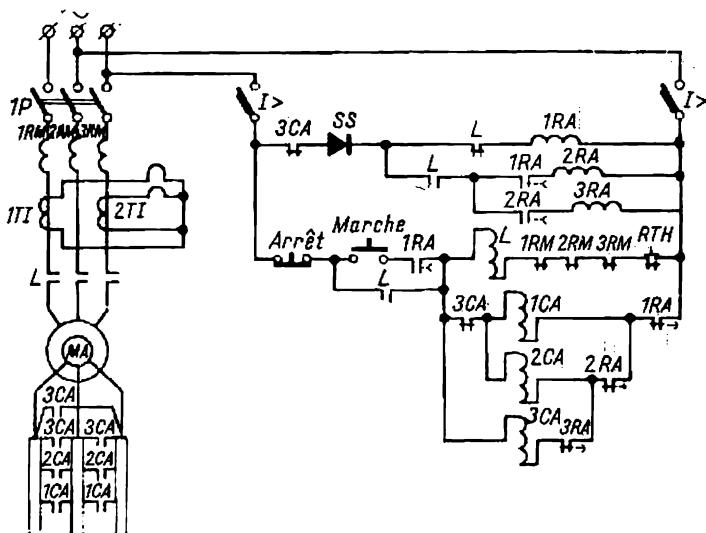 1P
I>
I>
1RM 2RM 3RM
3CA
SS
L
1RA
L
1RA
2RA
2RA
3RA
1TI
2TI
Arrêt
Marche
1RA
L
1RM
2RM
3RM
RTH
L
L
3CA
1CA
1RA
MA
2CA
2RA
3CA
3CA
3RA
3CA
3CA
2CA
2CA
1CA
1CA